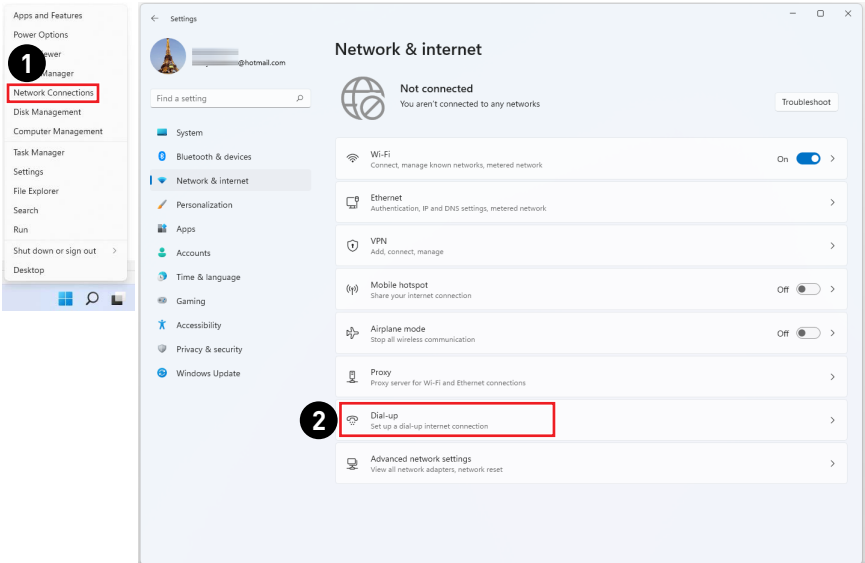 Apps and Features
Power Options
ewer
1
Manager
Network Connections
Disk Management
Computer Management
Task Manager
Settings
File Explorer
Search
Run
Shut down or sign out
Desktop
Settings
@hotmail.com
Find a setting
System
Bluetooth & devices
Network & internet
Personalization
Apps
Accounts
Time & language
Gaming
Accessibility
Privacy & security
Windows Update
Network & internet
Not connected
You aren't connected to any networks
Troubleshoot
Wi-Fi
Connect, manage known networks, metered network
On
Ethernet
Authentication, IP and DNS settings, metered network
VPN
Add, connect, manage
Mobile hotspot
Share your internet connection
Off
Airplane mode
Stop all wireless communication
Off
Proxy
Proxy server for Wi-Fi and Ethernet connections
2
Dial-up
Set up a dial-up internet connection
Advanced network settings
View all network adapters, network reset